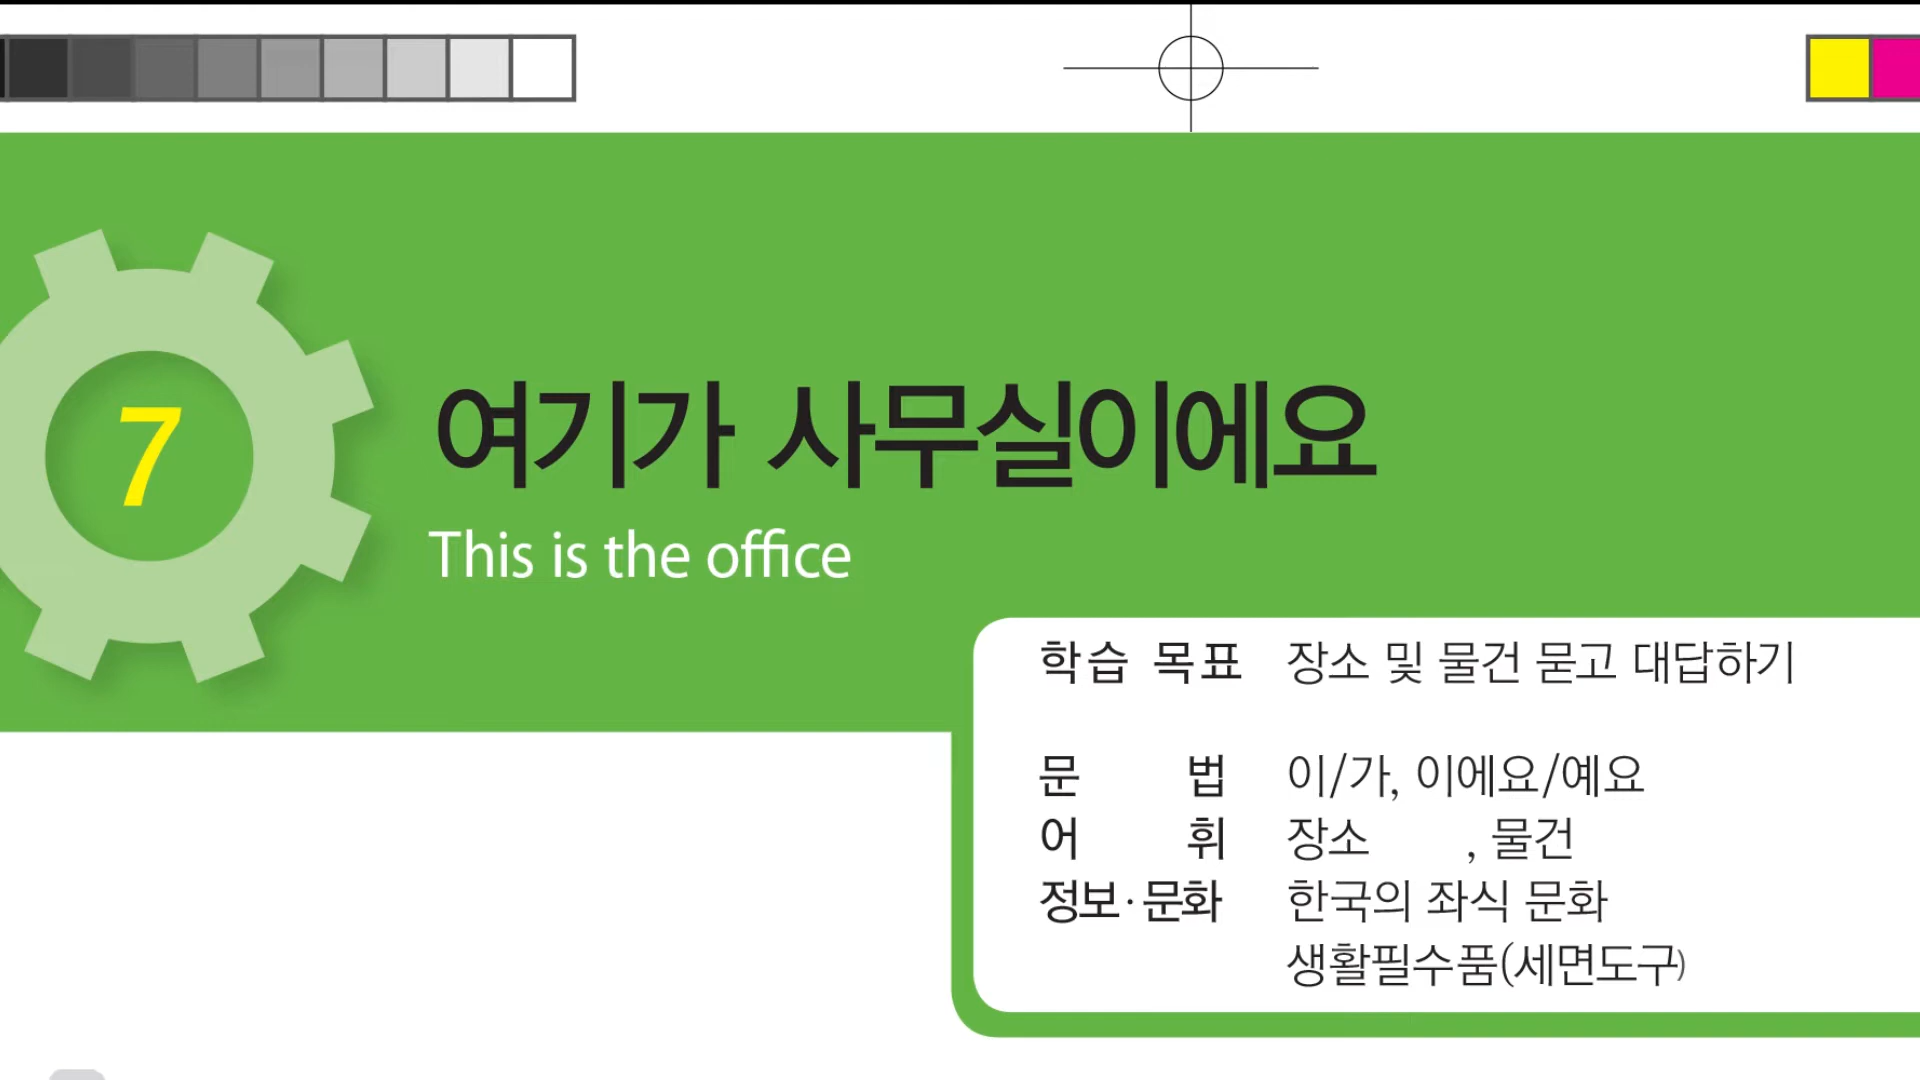 7
여기가 사무실이에요
This is the office
학습 목표 장소 및 물건 묻고 대답하기
문 법 이/가, 이에요/예요
어 휘 장소 , 물건
정보·문화 한국의 좌식 문화
생활필수품(세면도구)